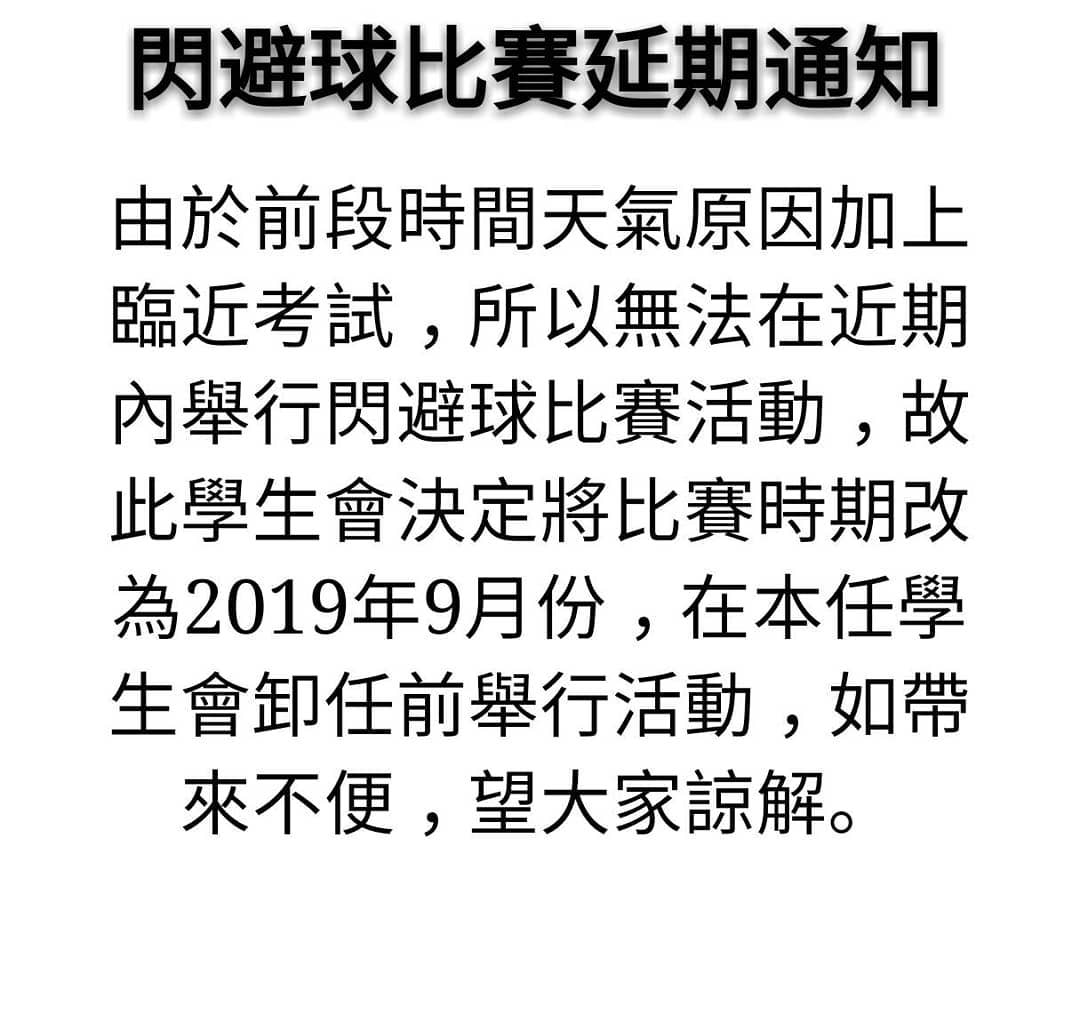 閃避球比賽延期通知
由於前段時間天氣原因加上
臨近考試，所以無法在近期
內舉行閃避球比賽活動，故
此學生會決定將比賽時期改
為2019年9月份，在本任學
生會卸任前舉行活動，如帶
來不便，望大家諒解。